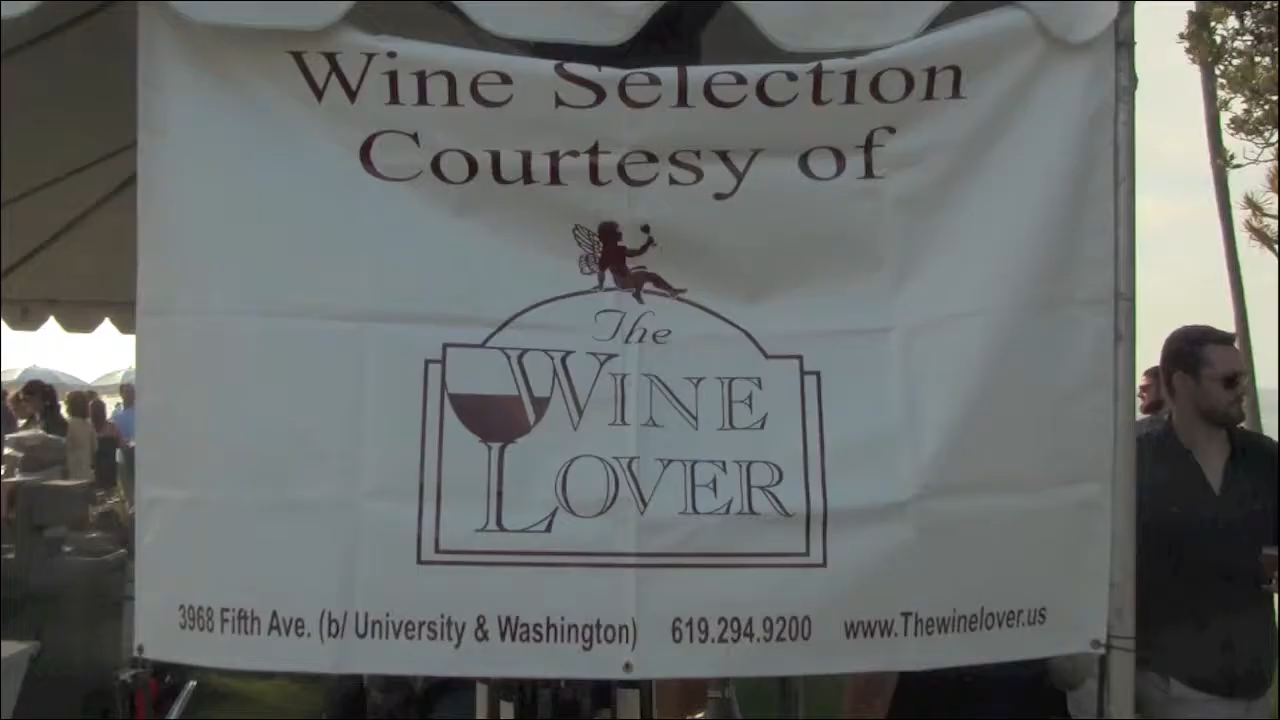 Wine Selection
Courtesy of
The
WINE
LOVER
3968 Fifth Ave. (b/ University & Washington) 619.294.9200 www.Thewinelover.us